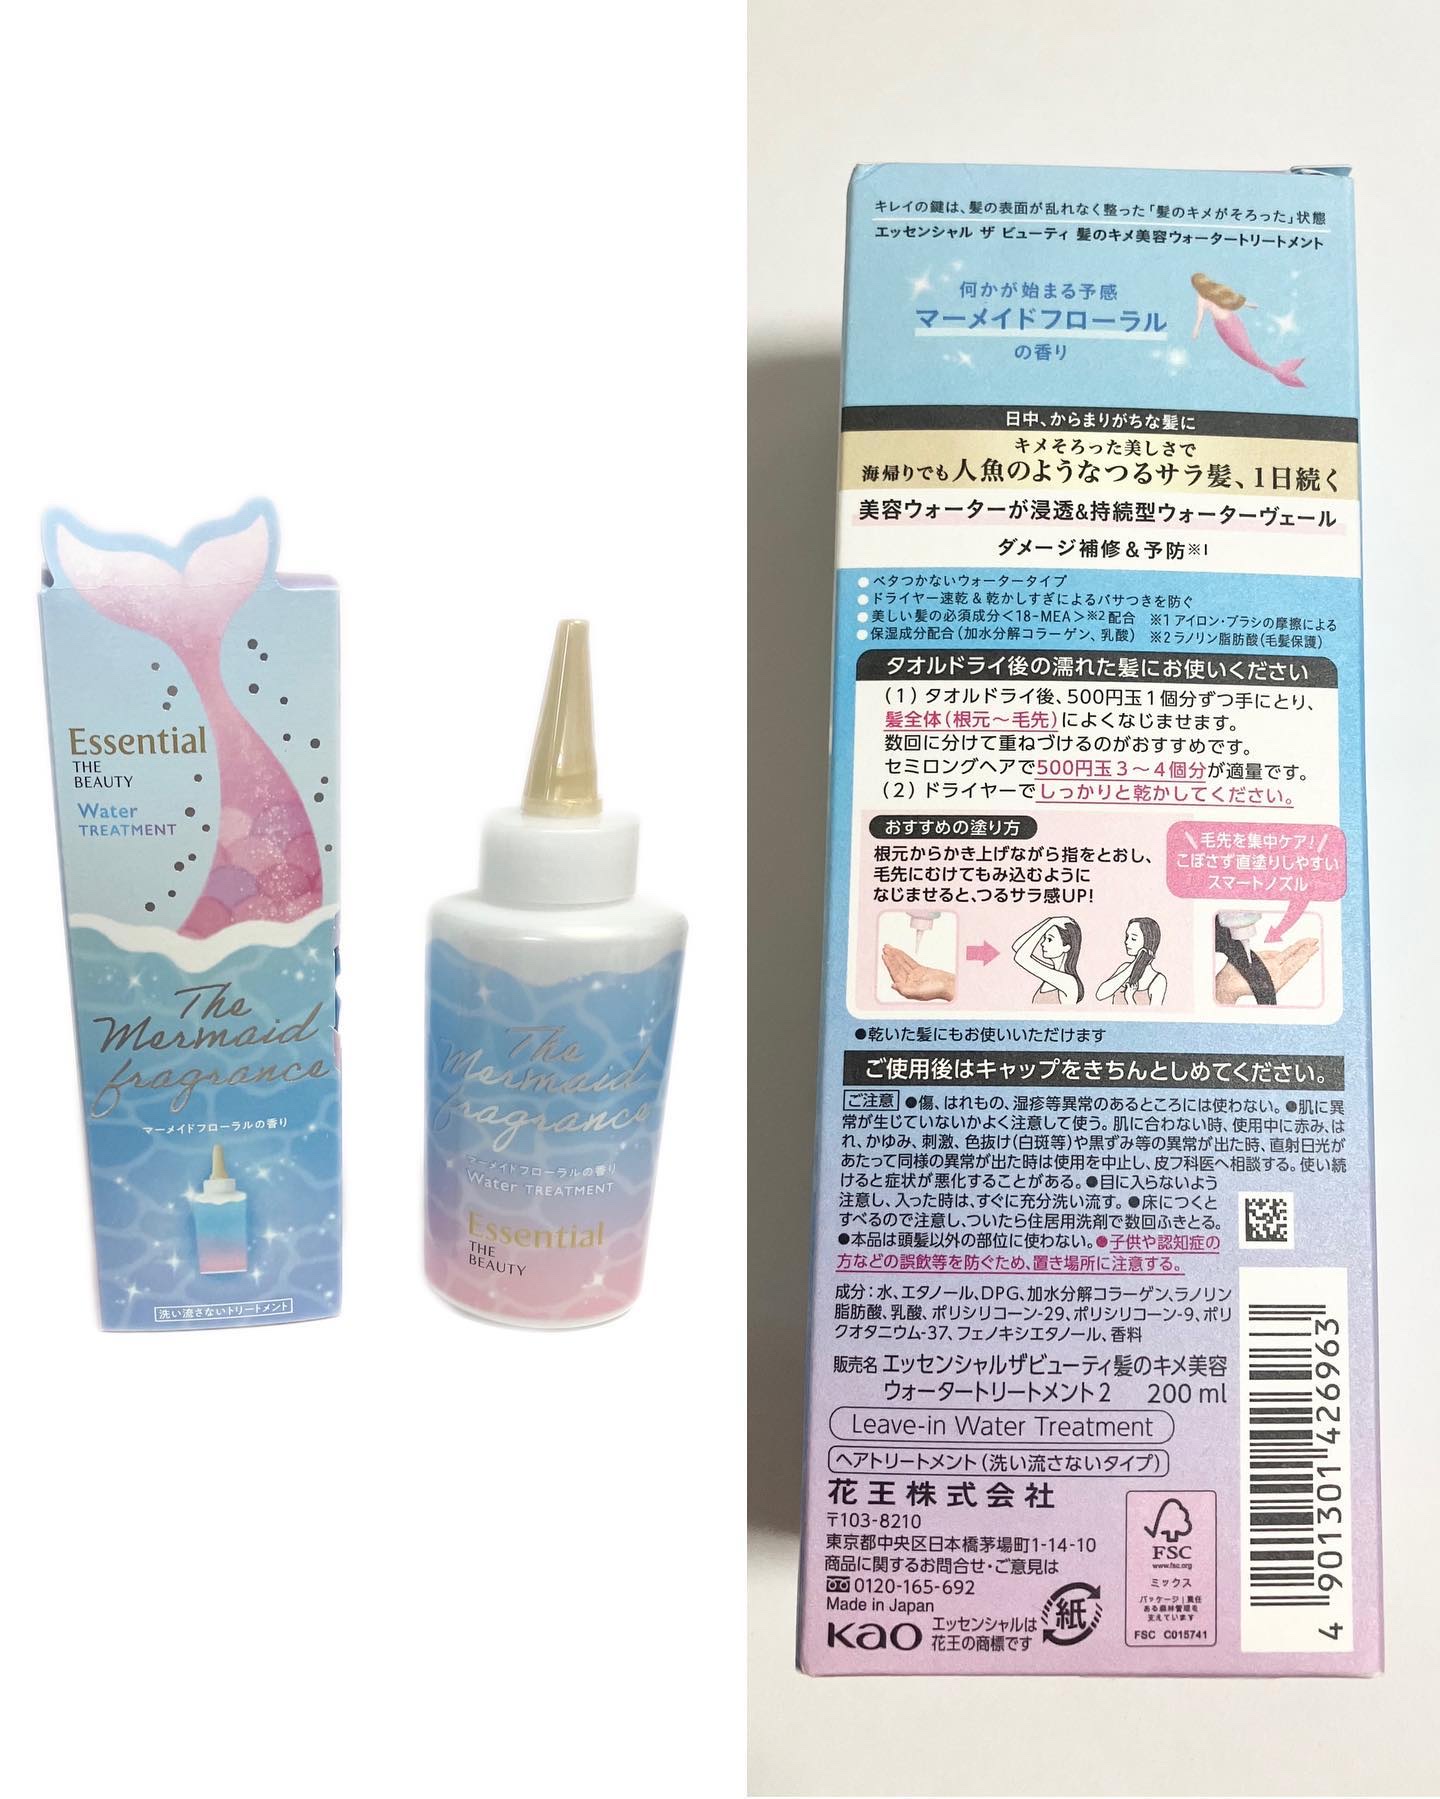 Essential
THE
BEAUTY
Water
TREATMENT
The
Mermaid
fragrance
マーメイドフローラルの香り
洗い流さないトリートメント
The
Mermaid
fragrance
マーメイドフローラルの香り
Water TREATMENT
Essential
THE
BEAUTY
キレイの鍵は、髪の表面が乱れなく整った「髪のキメがそろった」状態
エッセンシャル ザ ビューティ 髪のキメ美容ウォータートリートメント
何かが始まる予感
マーメイドフローラル
の香り
日中、からまりがちな髪に
キメそろった美しさで
海帰りでも人魚のようなつるサラ髪、1日続く
美容ウォーターが浸透&持続型ウォーターヴェール
ダメージ補修&予防※1
●ベタつかないウォータータイプ
●ドライヤー速乾&乾かしすぎによるパサつきを防ぐ
●美しい髪の必須成分<18-MEA>※2配合 ※1 アイロン・ブラシの摩擦による
●保湿成分配合(加水分解コラーゲン、乳酸) ※2 ラノリン脂肪酸(毛髪保護)
タオルドライ後の濡れた髪にお使いください
(1) タオルドライ後、500円玉1個分ずつ手にとり、
髪全体(根元～毛先)によくなじませます。
数回に分けて重ねづけるのがおすすめです。
セミロングヘアで500円玉3～4個分が適量です。
(2) ドライヤーでしっかりと乾かしてください。
おすすめの塗り方
根元からかき上げながら指をとおし、
毛先にむけてもみ込むように
なじませると、つるサラ感UP!
毛先を集中ケア!
こぼさず直塗りしやすい
スマートノズル
●乾いた髪にもお使いいただけます
ご使用後はキャップをきちんとしめてください。
ご注意 ●傷、はれもの、湿疹等異常のあるところには使わない。●肌に異
常が生じていないかよく注意して使う。肌に合わない時、使用中に赤み、は
れ、かゆみ、刺激、色抜け(白斑等)や黒ずみ等の異常が出た時、直射日光が
あたって同様の異常が出た時は使用を中止し、皮フ科医へ相談する。使い続
けると症状が悪化することがある。●目に入らないよう
注意し、入った時は、すぐに充分洗い流す。●床につくと
すべるので注意し、ついたら住居用洗剤で数回ふきとる。
●本品は頭髪以外の部位に使わない。●子供や認知症の
方などの誤飲等を防ぐため、置き場所に注意する。
成分:水、エタノール、DPG、加水分解コラーゲン、ラノリン
脂肪酸、乳酸、ポリシリコーン-29、ポリシリコーン-9、ポリ
クオタニウム-37、フェノキシエタノール、香料
販売名 エッセンシャルザビューティ髪のキメ美容
ウォータートリートメント2 200 ml
Leave-in Water Treatment
ヘアトリートメント(洗い流さないタイプ)
花王株式会社
〒103-8210
東京都中央区日本橋茅場町1-14-10
商品に関するお問合せ・ご意見は
0120-165-692
Made in Japan
Kao エッセンシャルは
花王の商標です
紙
FSC
www.fsc.org
ミックス
パッケージ|責任
ある森林管理を
支えています
FSC C015741
4 901301 426963